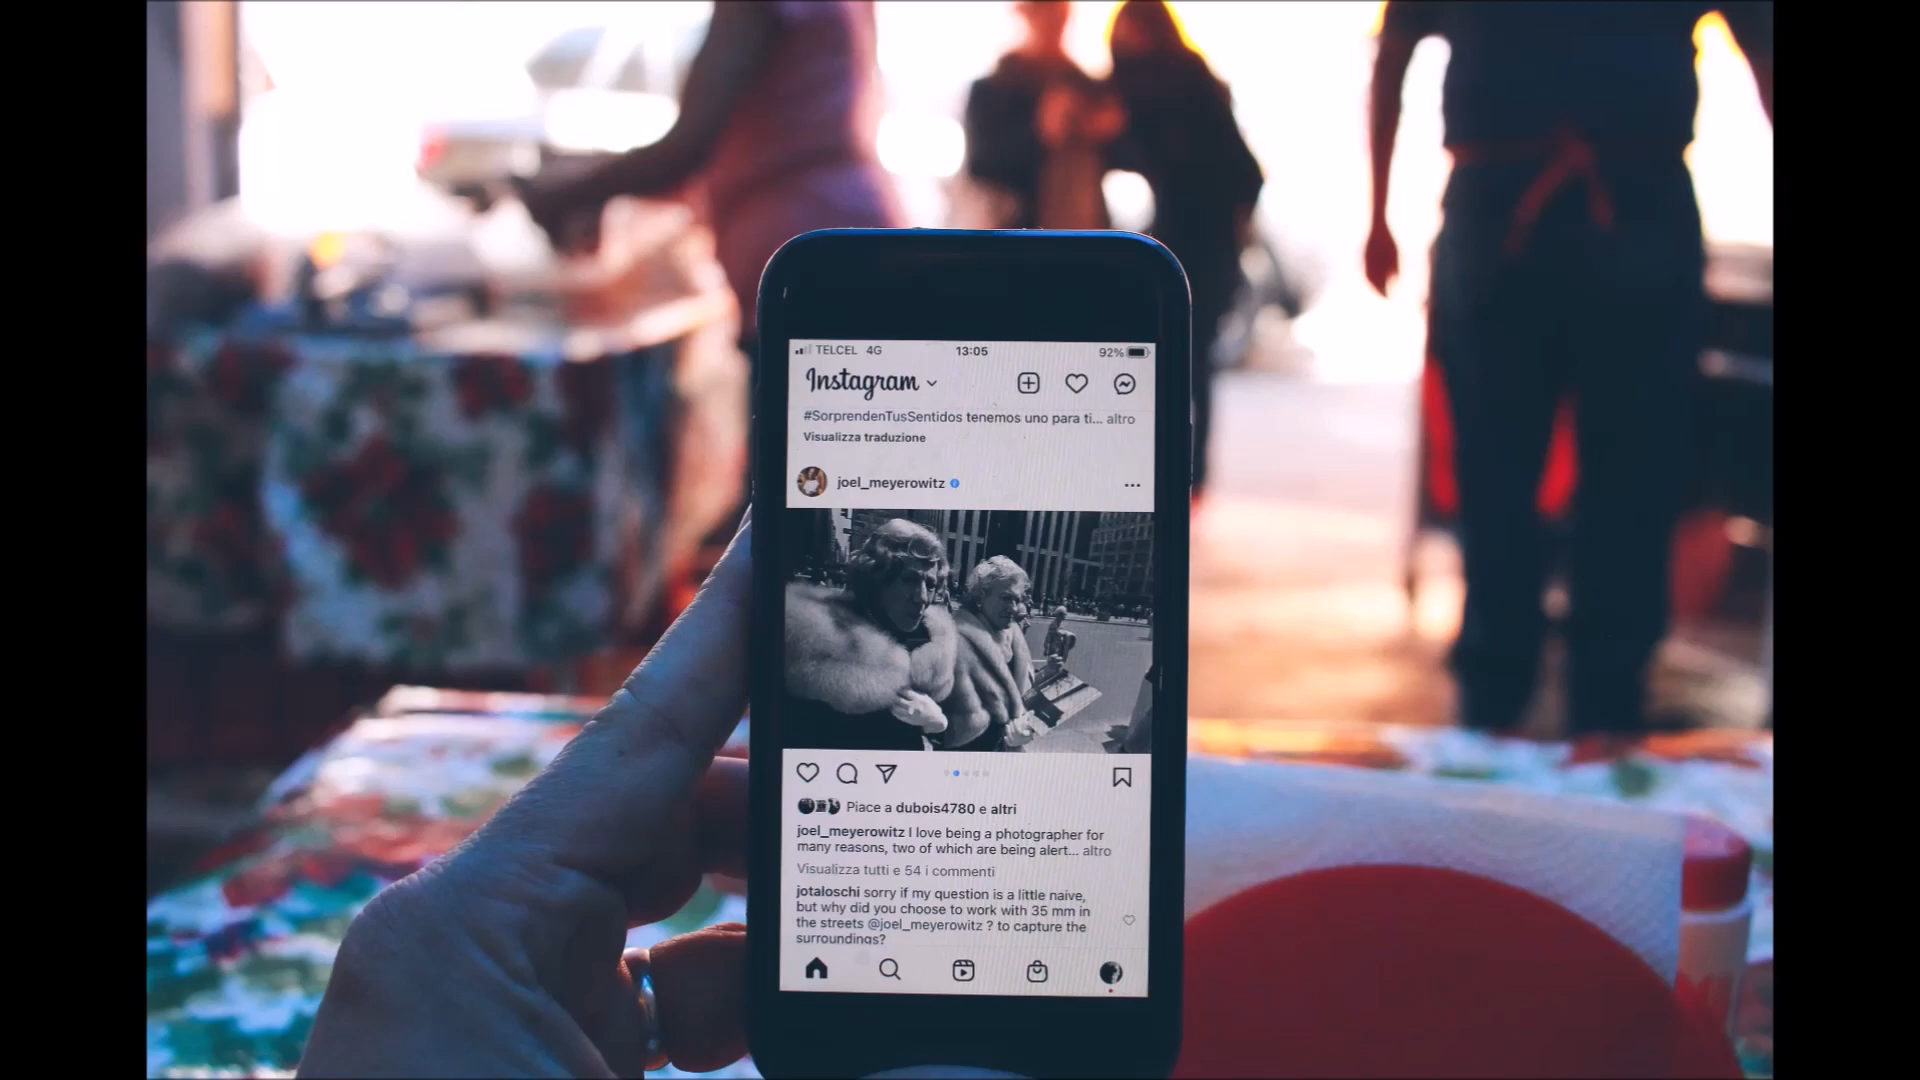 TELCEL 4G 13:05 92%
Instagram
#SorprendenTusSentidos tenemos uno para ti... altro
Visualizza traduzione
joel_meyerowitz
Piace a dubois4780 e altri
joel_meyerowitz I love being a photographer for
many reasons, two of which are being alert... altro
Visualizza tutti e 54 i commenti
jotaloschi sorry if my question is a little naive,
but why did you choose to work with 35 mm in
the streets @joel_meyerowitz ? to capture the
surroundings?